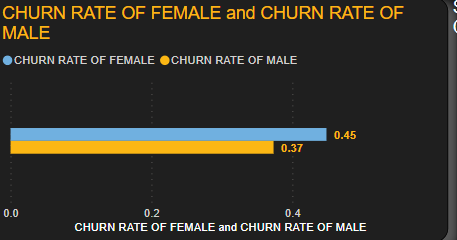 CHURN RATE OF FEMALE and CHURN RATE OF
MALE
CHURN RATE OF FEMALE CHURN RATE OF MALE
0.45
0.37
0.0 0.2 0.4
CHURN RATE OF FEMALE and CHURN RATE OF MALE